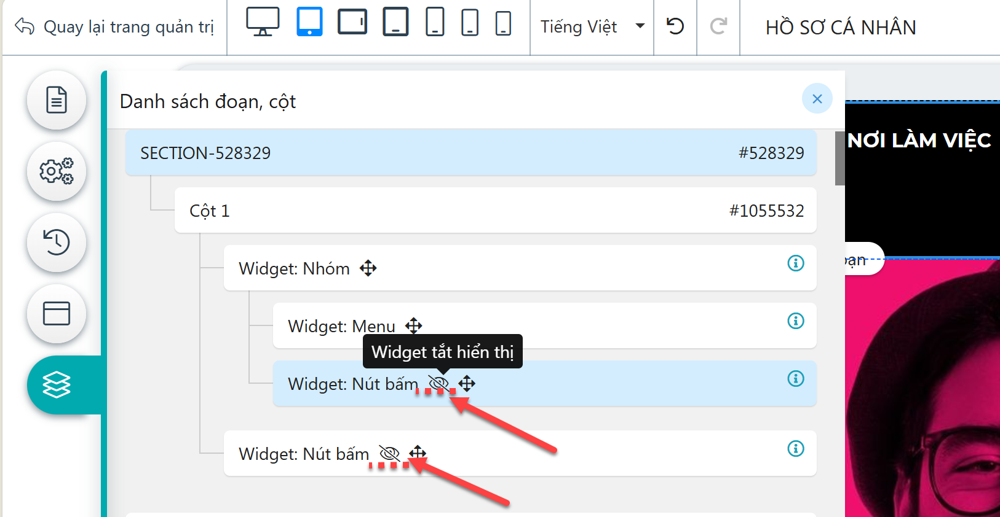 Quay lại trang quản trị
Tiếng Việt
HỒ SƠ CÁ NHÂN
Danh sách đoạn, cột
NƠI LÀM VIỆC
SECTION-528329 #528329
Cột 1 #1055532
Widget: Nhóm
Widget: Menu
Widget tắt hiển thị
Widget: Nút bấm
Widget: Nút bấm